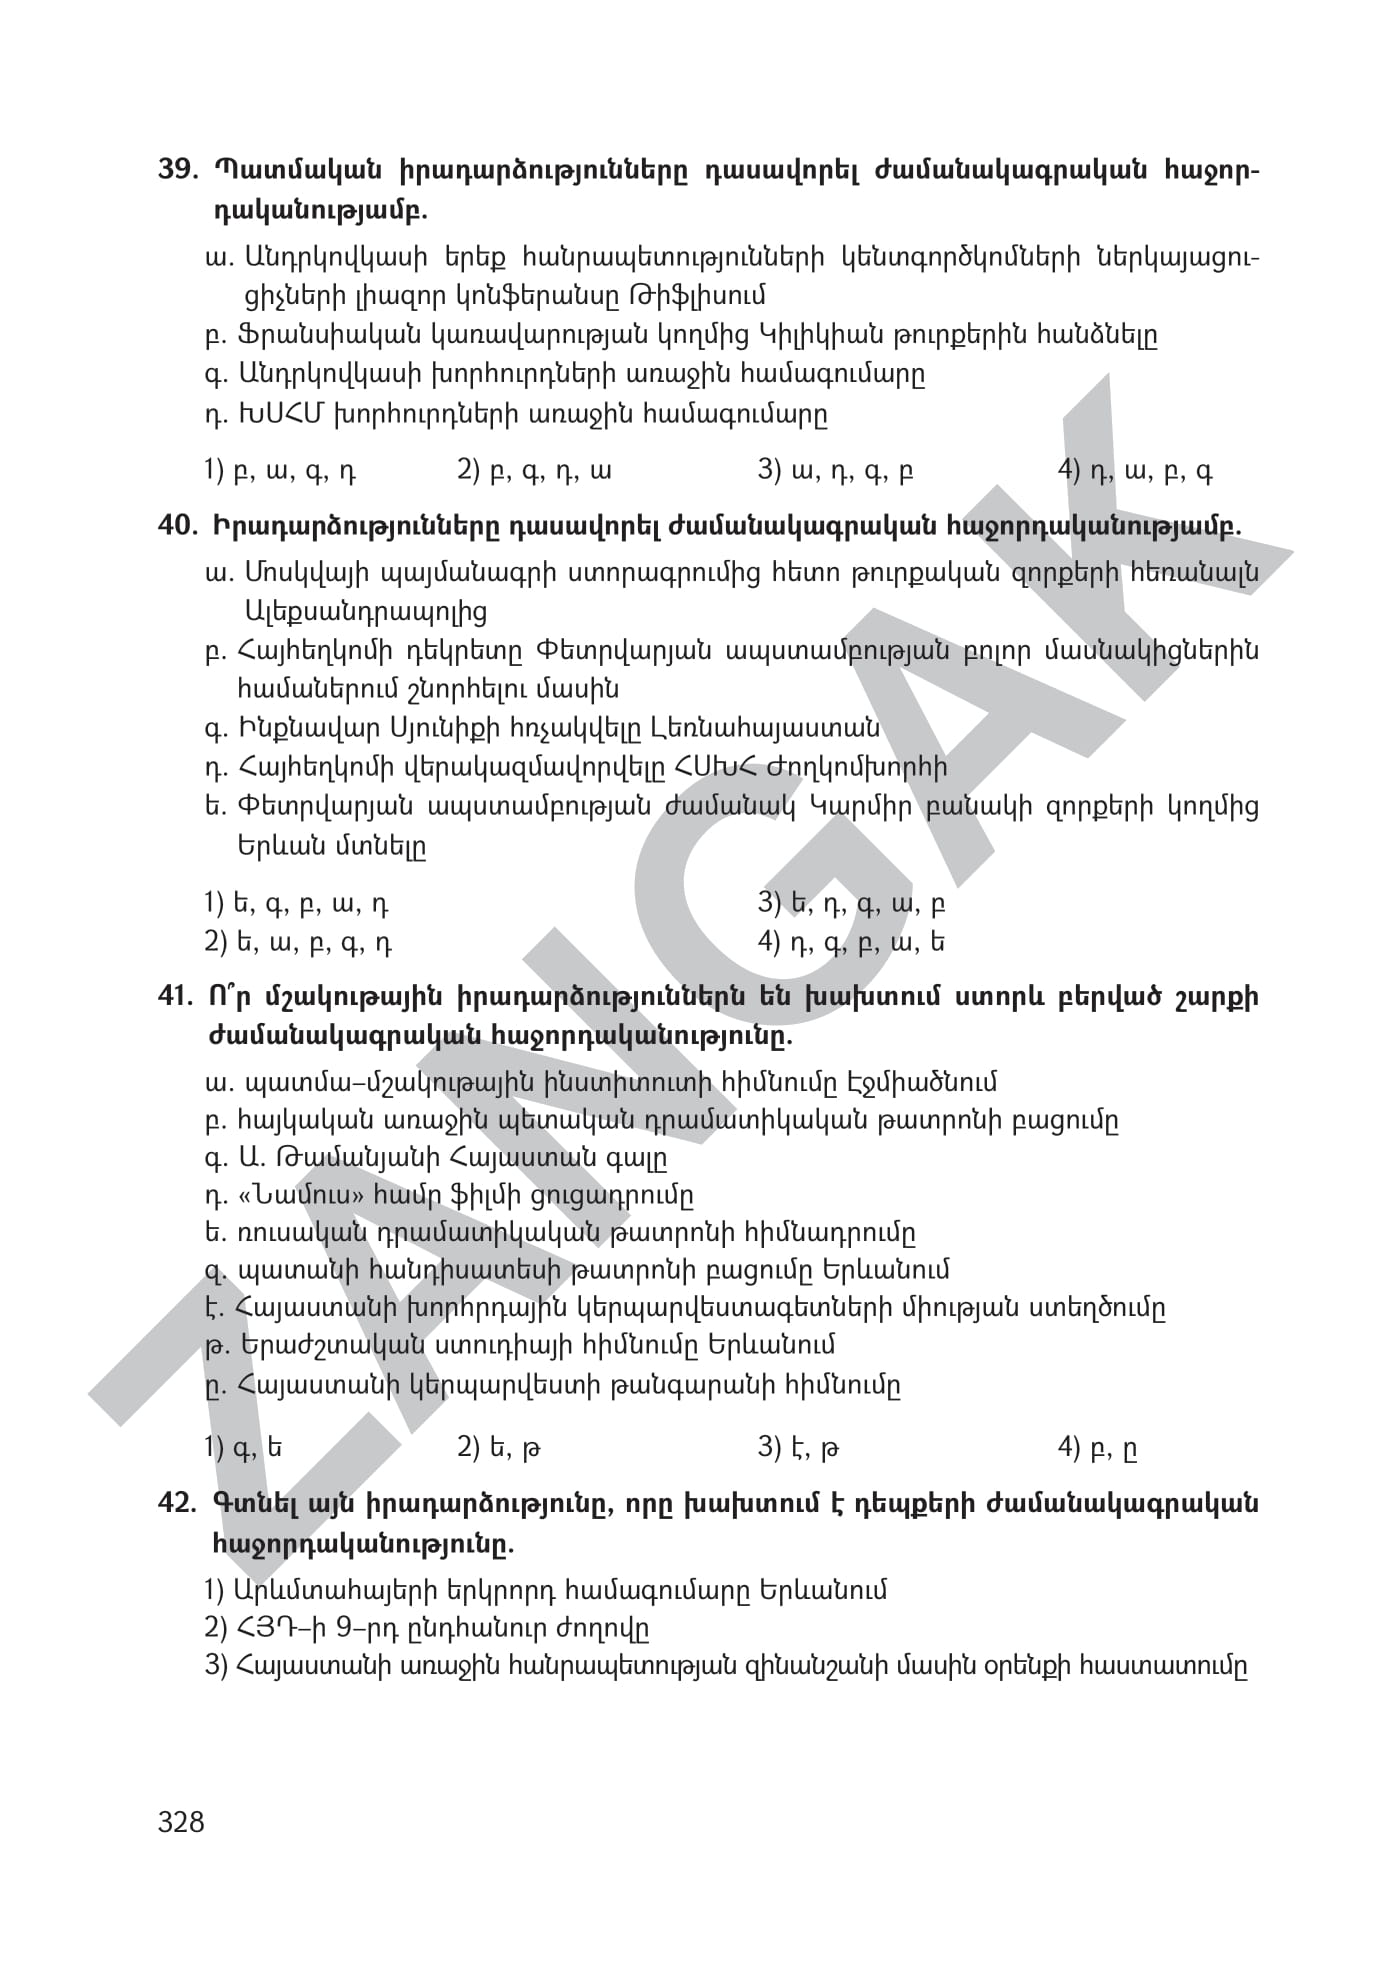 39. Պատմական իրադարձությունները դասավորել ժամանակագրական հաջոր-
դականությամբ.
ա. Անդրկովկասի երեք հանրապետությունների կենտգործկոմների ներկայացու-
ցիչների լիազոր կոնֆերանսը Թիֆլիսում
բ. Ֆրանսիական կառավարության կողմից Կիլիկիան թուրքերին հանձնելը
գ. Անդրկովկասի խորհուրդների առաջին համագումարը
դ. ԽՍՀՄ խորհուրդների առաջին համագումարը
1) բ, ա, գ, դ 2) բ, գ, դ, ա 3) ա, դ, գ, բ 4) դ, ա, բ, գ
40. Իրադարձությունները դասավորել ժամանակագրական հաջորդականությամբ.
ա. Մոսկվայի պայմանագրի ստորագրումից հետո թուրքական զորքերի հեռանալն
Ալեքսանդրապոլից
բ. Հայհեղկոմի դեկրետը Փետրվարյան ապստամբության բոլոր մասնակիցներին
համաներում շնորհելու մասին
գ. Ինքնավար Սյունիքի հռչակվելը Լեռնահայաստան
դ. Հայհեղկոմի վերակազմավորվելը ՀՍԽՀ Ժողկոմխորհի
ե. Փետրվարյան ապստամբության ժամանակ Կարմիր բանակի զորքերի կողմից
Երևան մտնելը
1) ե, գ, բ, ա, դ 3) ե, դ, գ, ա, բ
2) ե, ա, բ, գ, դ 4) դ, գ, բ, ա, ե
41. Ո՞ր մշակութային իրադարձություններն են խախտում ստորև բերված շարքի
ժամանակագրական հաջորդականությունը.
ա. պատմա–մշակութային ինստիտուտի հիմնումը Էջմիածնում
բ. հայկական առաջին պետական դրամատիկական թատրոնի բացումը
գ. Ա. Թամանյանի Հայաստան գալը
դ. «Նամուս» համր ֆիլմի ցուցադրումը
ե. ռուսական դրամատիկական թատրոնի հիմնադրումը
զ. պատանի հանդիսատեսի թատրոնի բացումը Երևանում
է. Հայաստանի խորհրդային կերպարվեստագետների միության ստեղծումը
թ. Երաժշտական ստուդիայի հիմնումը Երևանում
ը. Հայաստանի կերպարվեստի թանգարանի հիմնումը
1) գ, ե 2) ե, թ 3) է, թ 4) բ, ը
42. Գտնել այն իրադարձությունը, որը խախտում է դեպքերի ժամանակագրական
հաջորդականությունը.
1) Արևմտահայերի երկրորդ համագումարը Երևանում
2) ՀՅԴ–ի 9–րդ ընդհանուր ժողովը
3) Հայաստանի առաջին հանրապետության զինանշանի մասին օրենքի հաստատումը
328
ZANGAK